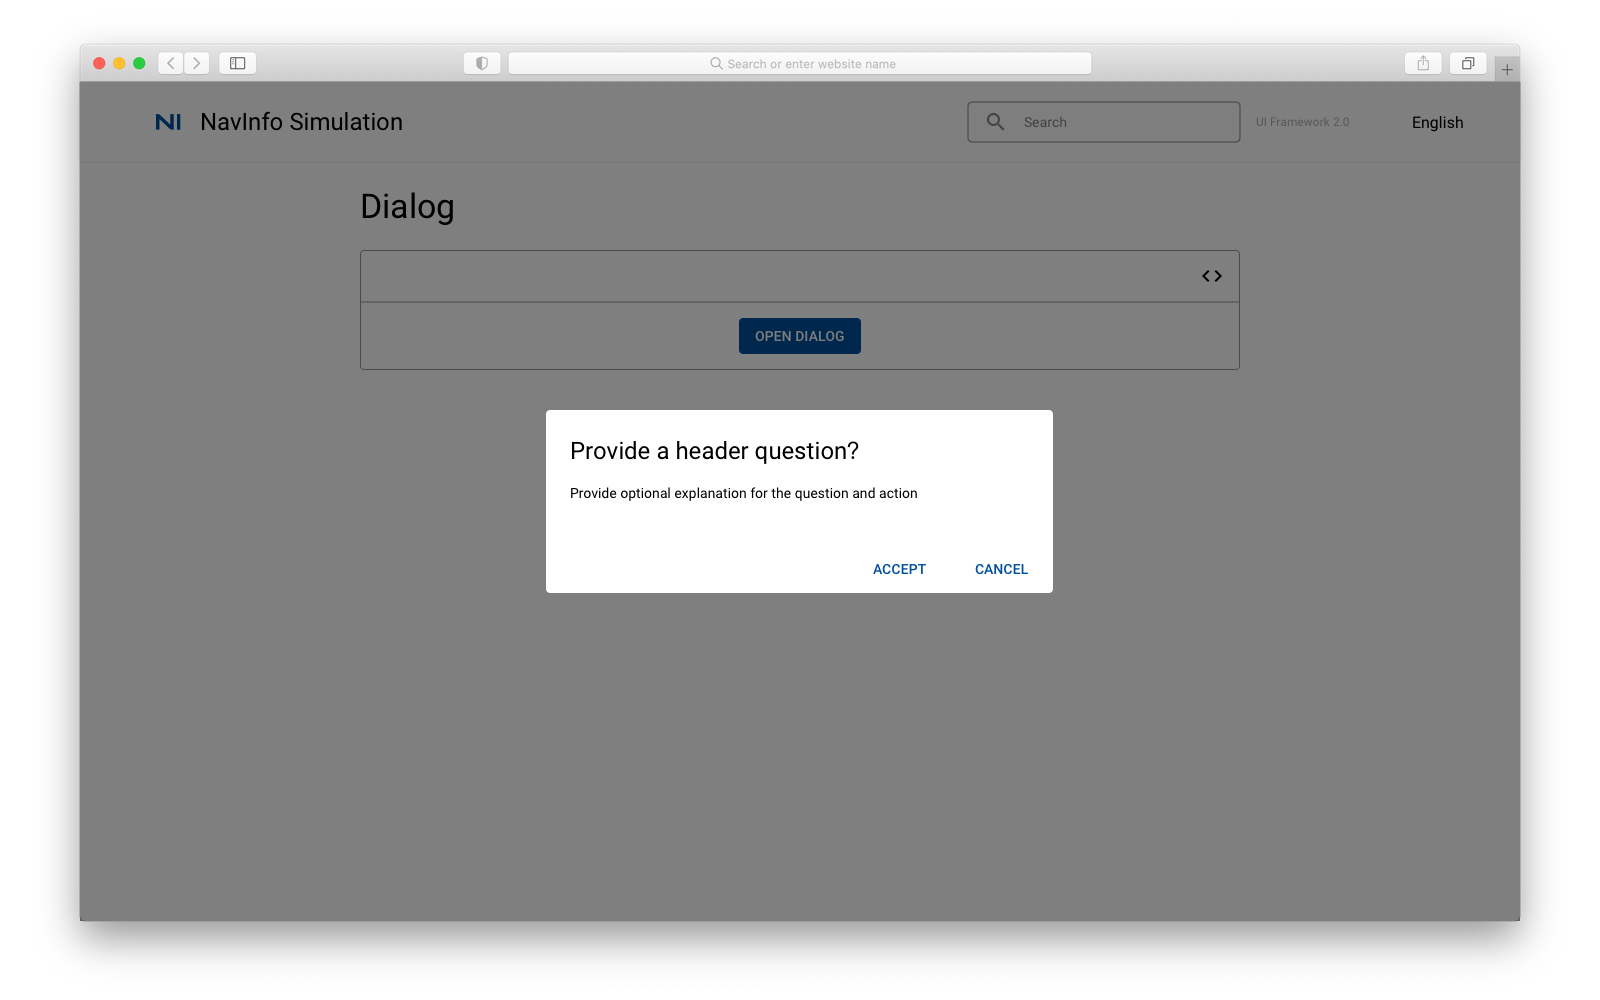 Search or enter website name
NI NavInfo Simulation
Search
UI Framework 2.0
English
Dialog
<>
OPEN DIALOG
Provide a header question?
Provide optional explanation for the question and action
ACCEPT
CANCEL